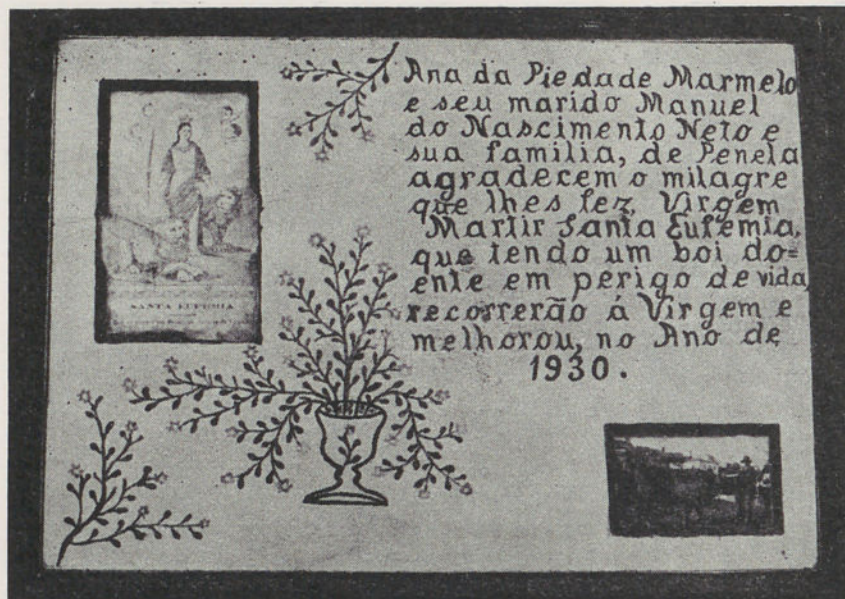 SANTA EUFEMIA
Ana da Piedade Marmelo
e seu marido Manuel
do Nascimento Neto e
sua familia, de Penela
agradecem o milagre
que lhes fez, Virgem
Martir Santa Eufemia,
que tendo um boi do=
ente em perigo de vida,
recorrerão á Virgem e
melhorou, no Ano de
1930.